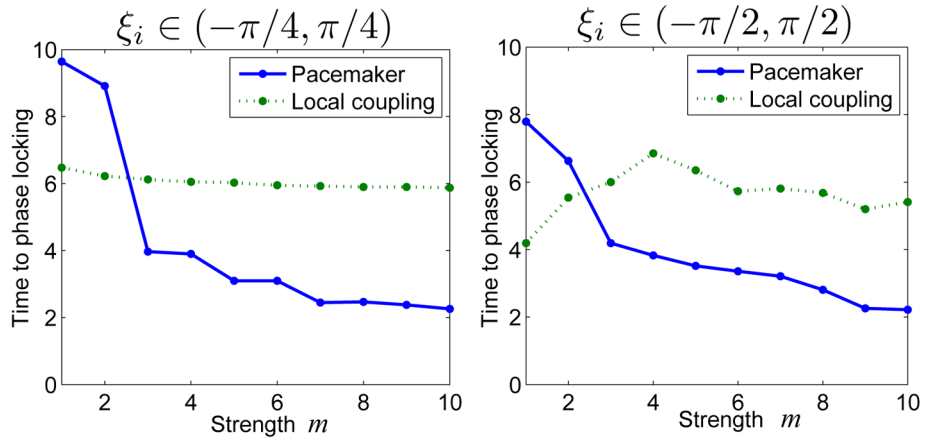 ξ_i ∈ (−π/4, π/4)
10
8
6
4
2
0
Time to phase locking
Pacemaker
Local coupling
2 4 6 8 10
Strength m
ξ_i ∈ (−π/2, π/2)
10
8
6
4
2
0
Time to phase locking
Pacemaker
Local coupling
2 4 6 8 10
Strength m